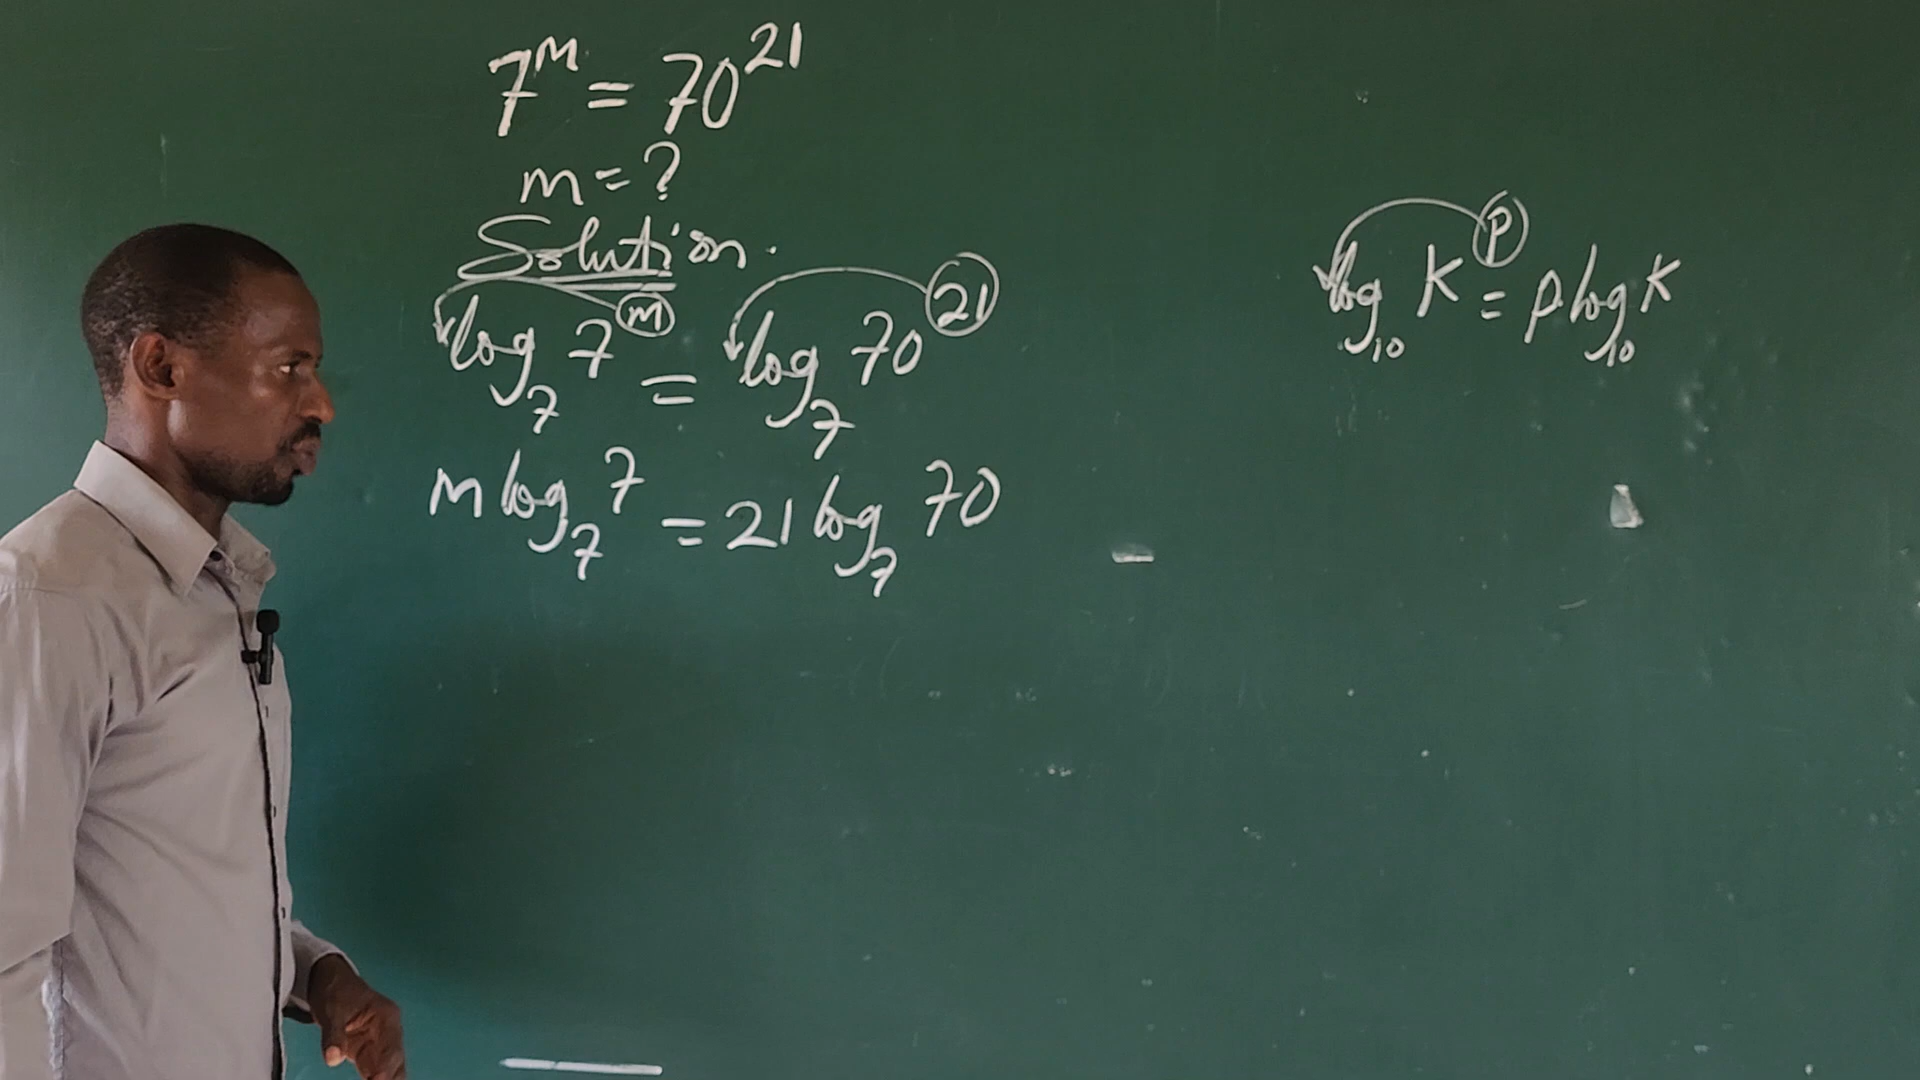 7^m = 70^21
m = ?
Solution.
log_7 7^m = log_7 70^21
m log_7 7 = 21 log_7 70
log_10 K^P = P log_10 K